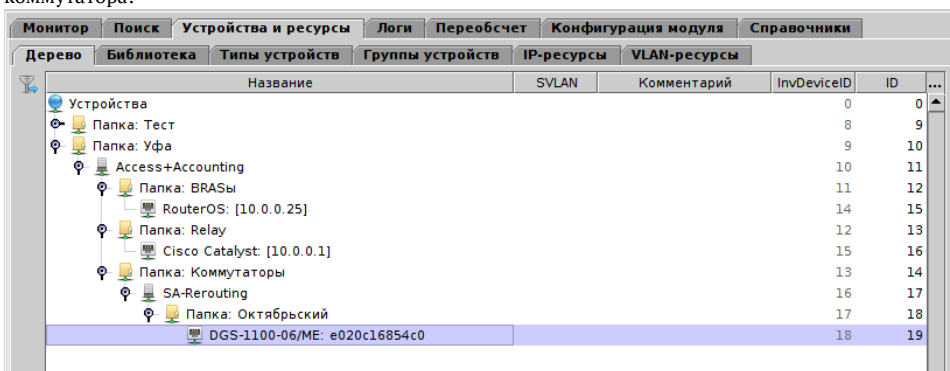 коммутатора.
Монитор Поиск Устройства и ресурсы Логи Переобсчет Конфигурация модуля Справочники
Дерево Библиотека Типы устройств Группы устройств IP-ресурсы VLAN-ресурсы
Название SVLAN Комментарий InvDeviceID ID ...
Устройства 0 0
Папка: Тест 8 9
Папка: Уфа 9 10
Access+Accounting 10 11
Папка: BRASы 11 12
RouterOS: [10.0.0.25] 14 15
Папка: Relay 12 13
Cisco Catalyst: [10.0.0.1] 15 16
Папка: Коммутаторы 13 14
SA-Rerouting 16 17
Папка: Октябрьский 17 18
DGS-1100-06/ME: e020c16854c0 18 19